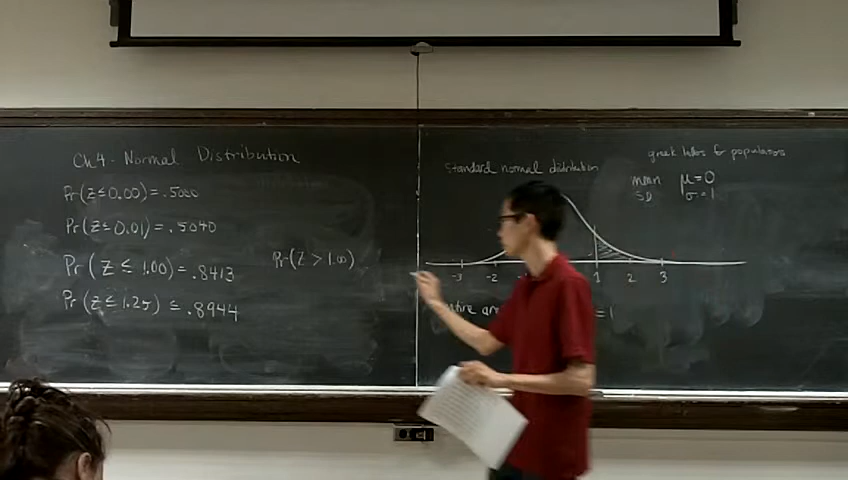 Ch 4 - Normal Distribution
Pr(Z ≤ 0.00) = .5000
Pr(Z ≤ 0.01) = .5040
Pr(Z ≤ 1.00) = .8413
Pr(Z ≤ 1.25) = .8944
Pr(Z > 1.00)
standard normal distribution
greek letters for populations
mean μ = 0
SD σ = 1
-3 -2 1 2 3
entire = 1